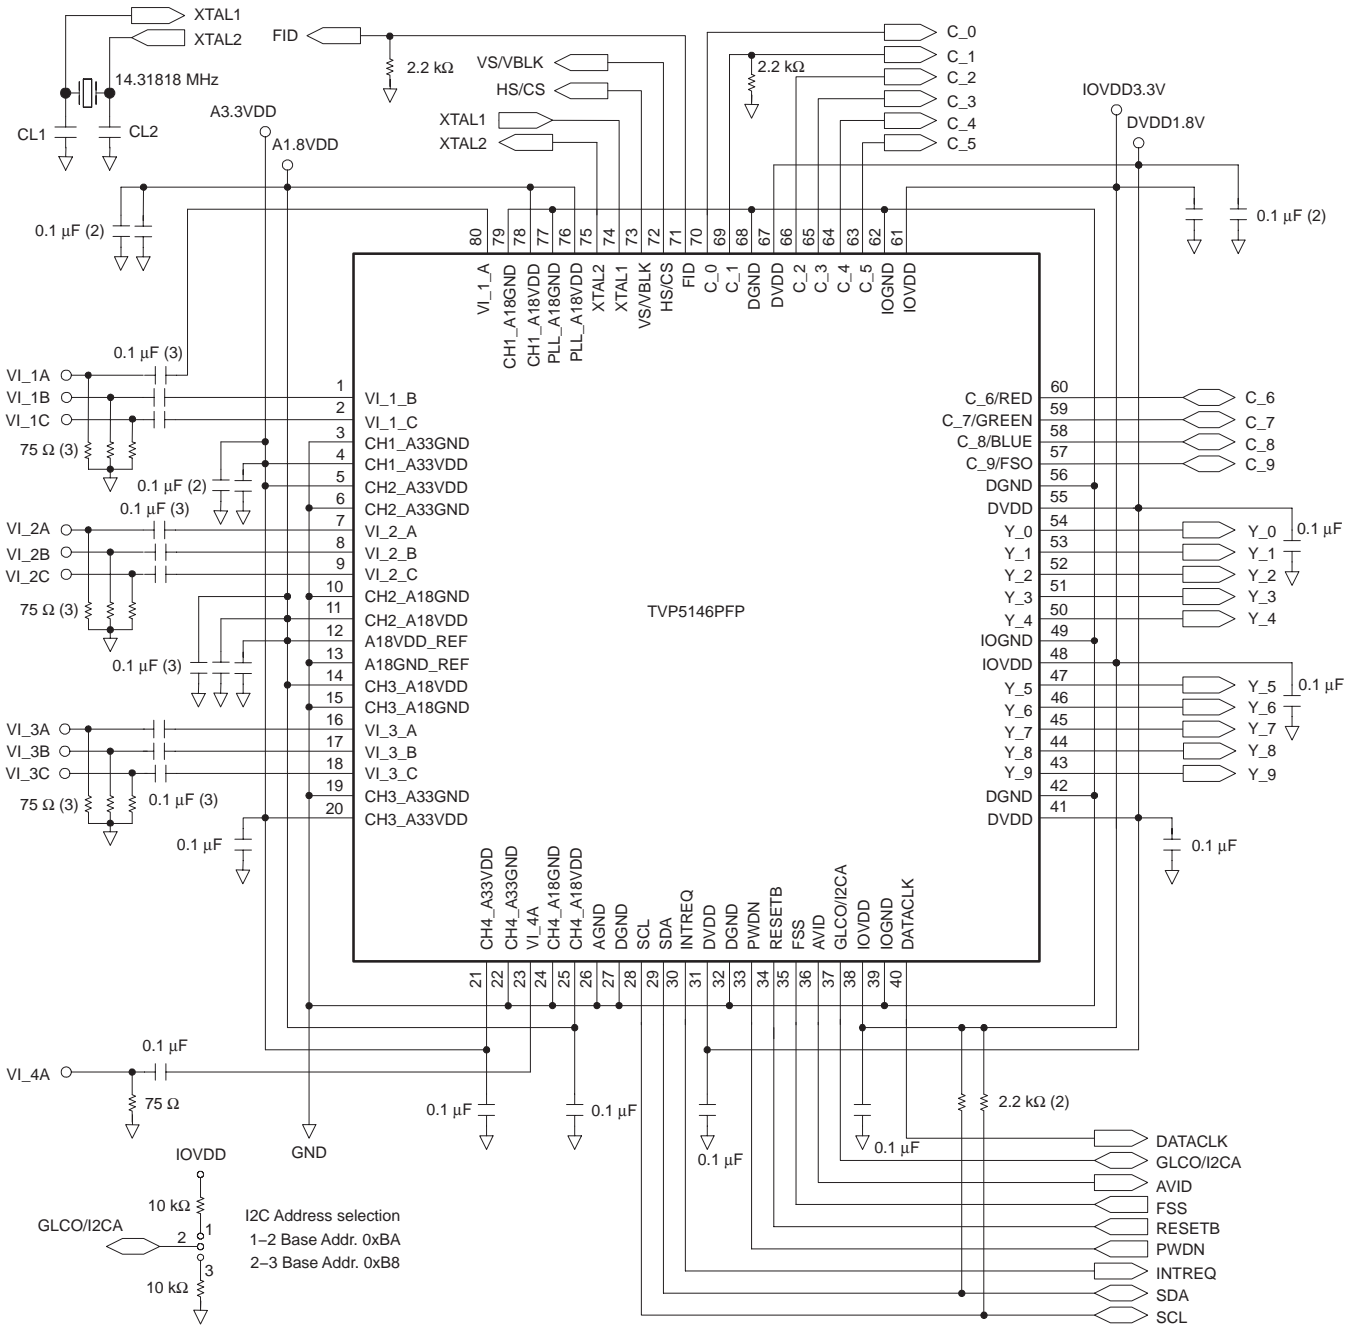 XTAL1
XTAL2
14.31818 MHz
CL1
CL2
FID
2.2 kΩ
VS/VBLK
HS/CS
XTAL1
XTAL2
2.2 kΩ
C_0
C_1
C_2
C_3
C_4
C_5
IOVDD3.3V
DVDD1.8V
A3.3VDD
A1.8VDD
0.1 µF (2)
0.1 µF (2)
80
79
78
77
76
75
74
73
72
71
70
69
68
67
66
65
64
63
62
61
VI_1_A
CH1_A18GND
CH1_A18VDD
PLL_A18GND
PLL_A18VDD
XTAL2
XTAL1
VS/VBLK
HS/CS
FID
C_0
C_1
DGND
DVDD
C_2
C_3
C_4
C_5
IOGND
IOVDD
0.1 µF (3)
VI_1A
VI_1B
VI_1C
75 Ω (3)
0.1 µF (2)
0.1 µF (3)
VI_2A
VI_2B
VI_2C
75 Ω (3)
0.1 µF (3)
VI_3A
VI_3B
VI_3C
75 Ω (3)
0.1 µF (3)
0.1 µF
1 VI_1_B
2 VI_1_C
3 CH1_A33GND
4 CH1_A33VDD
5 CH2_A33VDD
6 CH2_A33GND
7 VI_2_A
8 VI_2_B
9 VI_2_C
10 CH2_A18GND
11 CH2_A18VDD
12 A18VDD_REF
13 A18GND_REF
14 CH3_A18VDD
15 CH3_A18GND
16 VI_3_A
17 VI_3_B
18 VI_3_C
19 CH3_A33GND
20 CH3_A33VDD
TVP5146PFP
C_6/RED 60 C_6
C_7/GREEN 59 C_7
C_8/BLUE 58 C_8
C_9/FSO 57 C_9
DGND 56
DVDD 55
Y_0 54 Y_0
0.1 µF
Y_1 53 Y_1
Y_2 52 Y_2
Y_3 51 Y_3
Y_4 50 Y_4
IOGND 49
IOVDD 48
Y_5 47 Y_5
0.1 µF
Y_6 46 Y_6
Y_7 45 Y_7
Y_8 44 Y_8
Y_9 43 Y_9
DGND 42
DVDD 41
0.1 µF
CH4_A33VDD
CH4_A33GND
VI_4A
CH4_A18GND
CH4_A18VDD
AGND
DGND
SCL
SDA
INTREQ
DVDD
DGND
PWDN
RESETB
FSS
AVID
GLCO/I2CA
IOVDD
IOGND
DATACLK
21
22
23
24
25
26
27
28
29
30
31
32
33
34
35
36
37
38
39
40
VI_4A
0.1 µF
75 Ω
GND
0.1 µF
0.1 µF
0.1 µF
0.1 µF
2.2 kΩ (2)
DATACLK
GLCO/I2CA
AVID
FSS
RESETB
PWDN
INTREQ
SDA
SCL
IOVDD
10 kΩ
GLCO/I2CA
1
2
3
10 kΩ
I2C Address selection
1–2 Base Addr. 0xBA
2–3 Base Addr. 0xB8